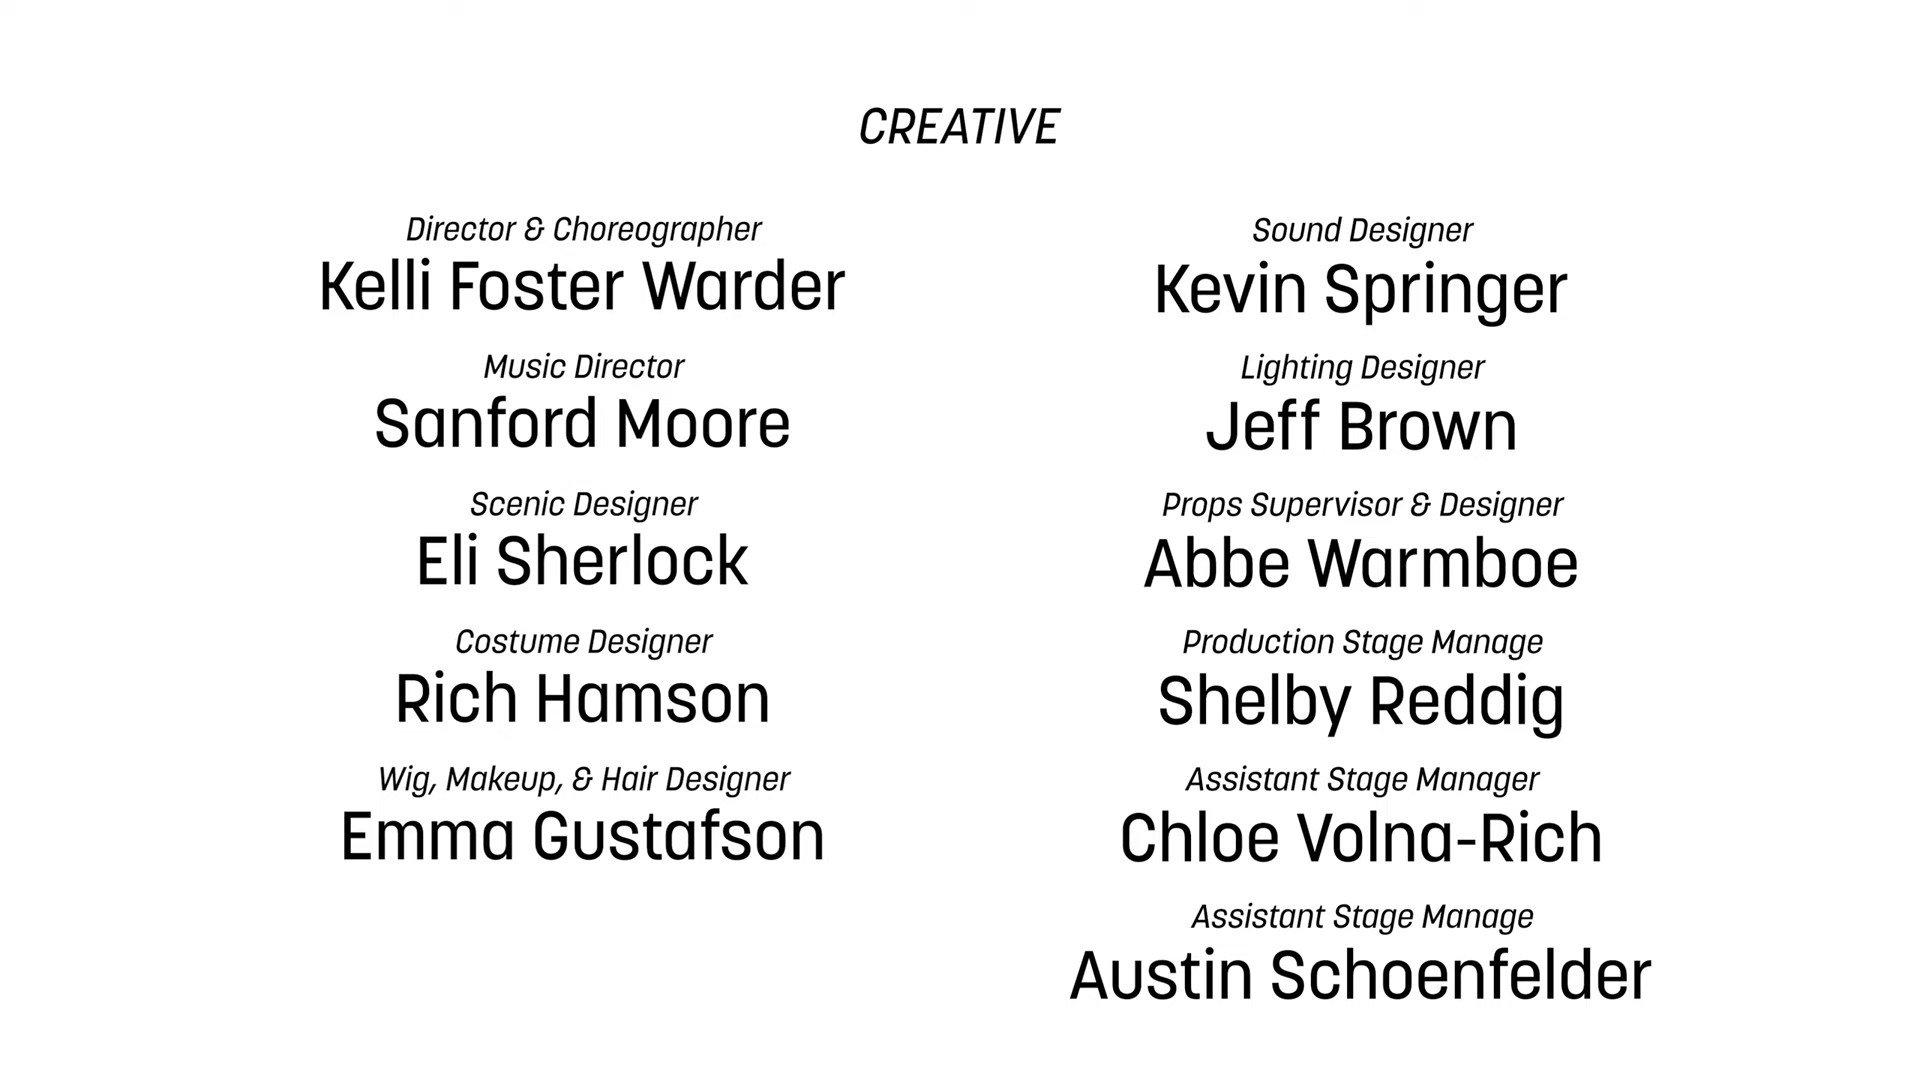 CREATIVE
Director & Choreographer
Kelli Foster Warder
Music Director
Sanford Moore
Scenic Designer
Eli Sherlock
Costume Designer
Rich Hamson
Wig, Makeup, & Hair Designer
Emma Gustafson
Sound Designer
Kevin Springer
Lighting Designer
Jeff Brown
Props Supervisor & Designer
Abbe Warmboe
Production Stage Manage
Shelby Reddig
Assistant Stage Manager
Chloe Volna-Rich
Assistant Stage Manage
Austin Schoenfelder